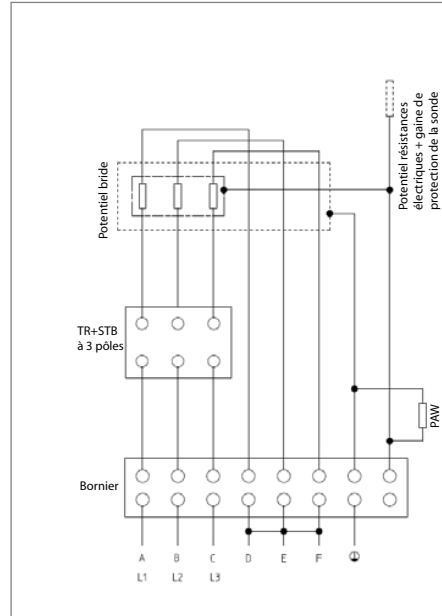 Potentiel résistances
électriques + gaine de
protection de la sonde
Potentiel bride
TR+STB
à 3 pôles
PAW
Bornier
A B C D E F
L1 L2 L3